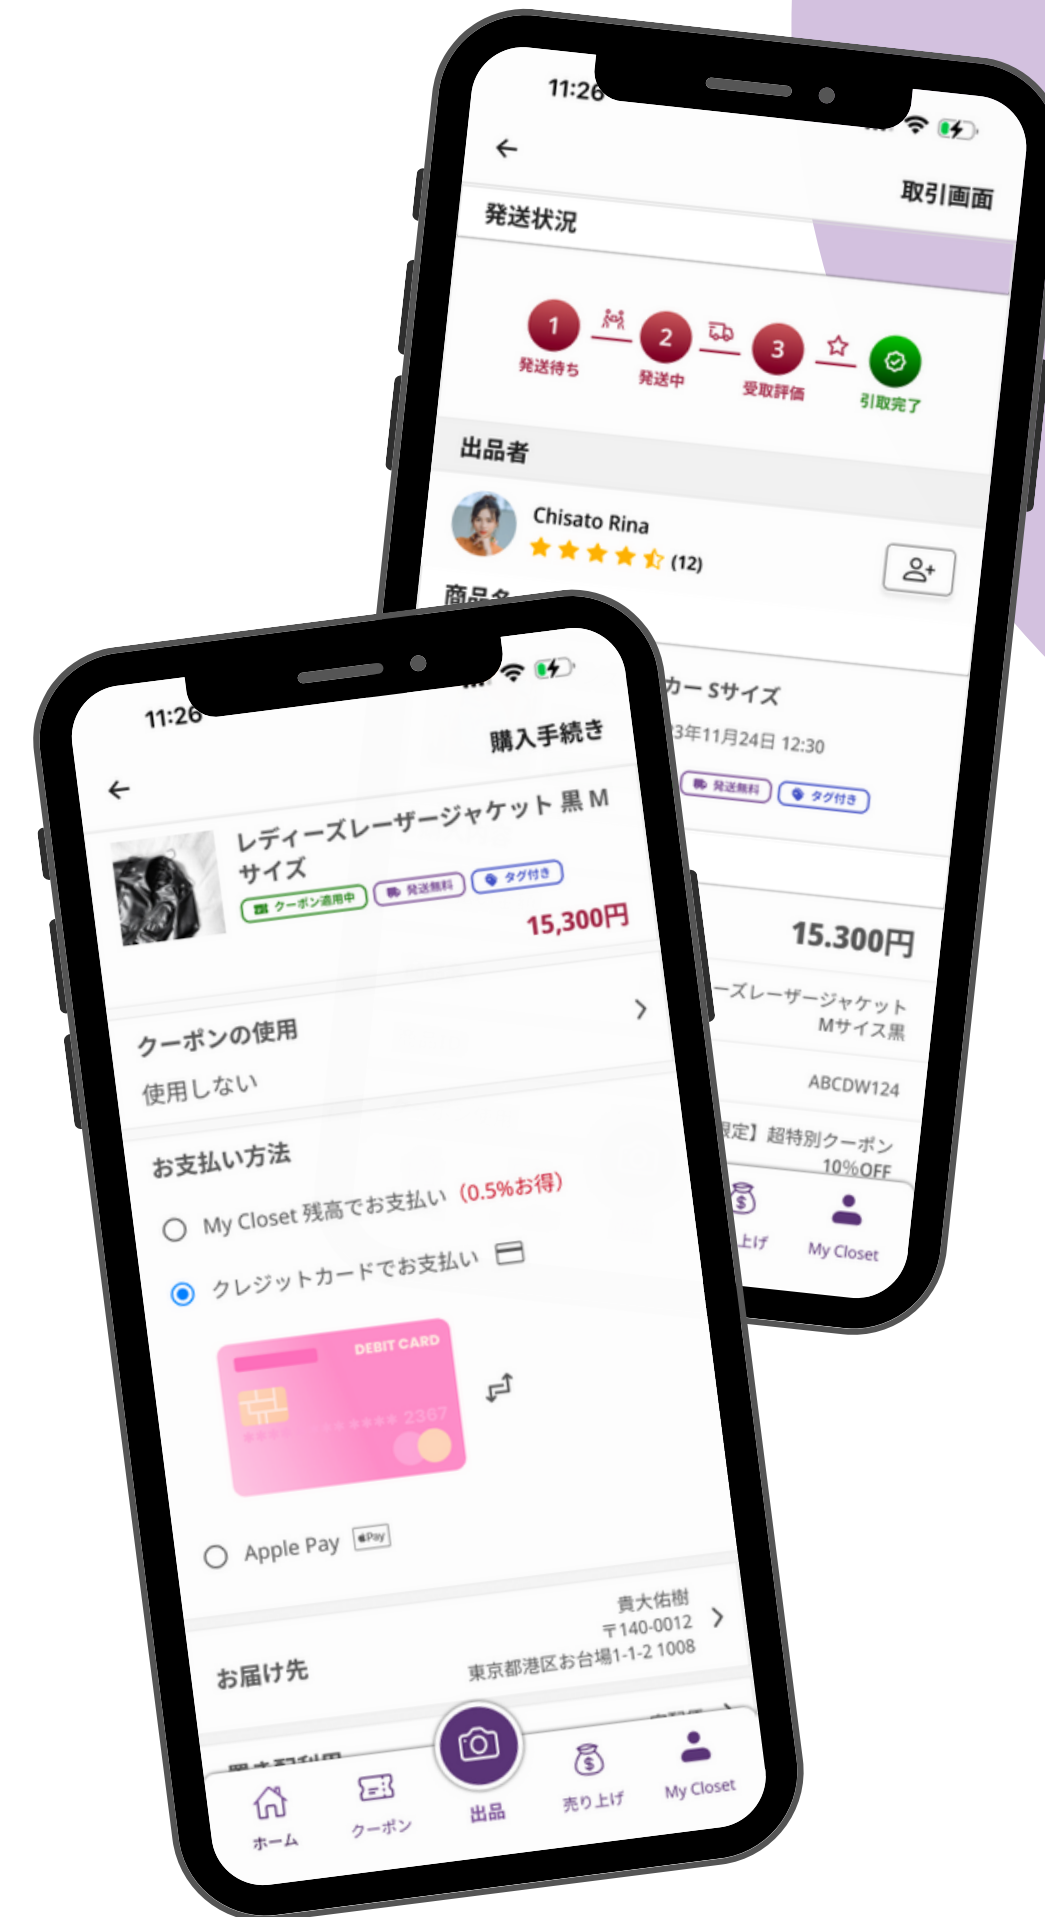 11:26
取引画面
発送状況
1
2
3
発送待ち
発送中
受取評価
引取完了
出品者
Chisato Rina
(12)
商品名
カー Sサイズ
3年11月24日 12:30
発送無料
タグ付き
15.300円
ーズレーザージャケット
Mサイス黒
ABCDW124
限定】超特別クーポン
10%OFF
上げ
My Closet
11:26
購入手続き
レディーズレーザージャケット 黒 M
サイズ
クーポン適用中
発送無料
タグ付き
15,300円
クーポンの使用
使用しない
お支払い方法
My Closet 残高でお支払い（0.5%お得）
クレジットカードでお支払い
DEBIT CARD
**** 2367
Apple Pay
Pay
お届け先
貴大佑樹
〒140-0012
東京都港区お台場1-1-2 1008
置き配利用
ホーム
クーポン
出品
売り上げ
My Closet